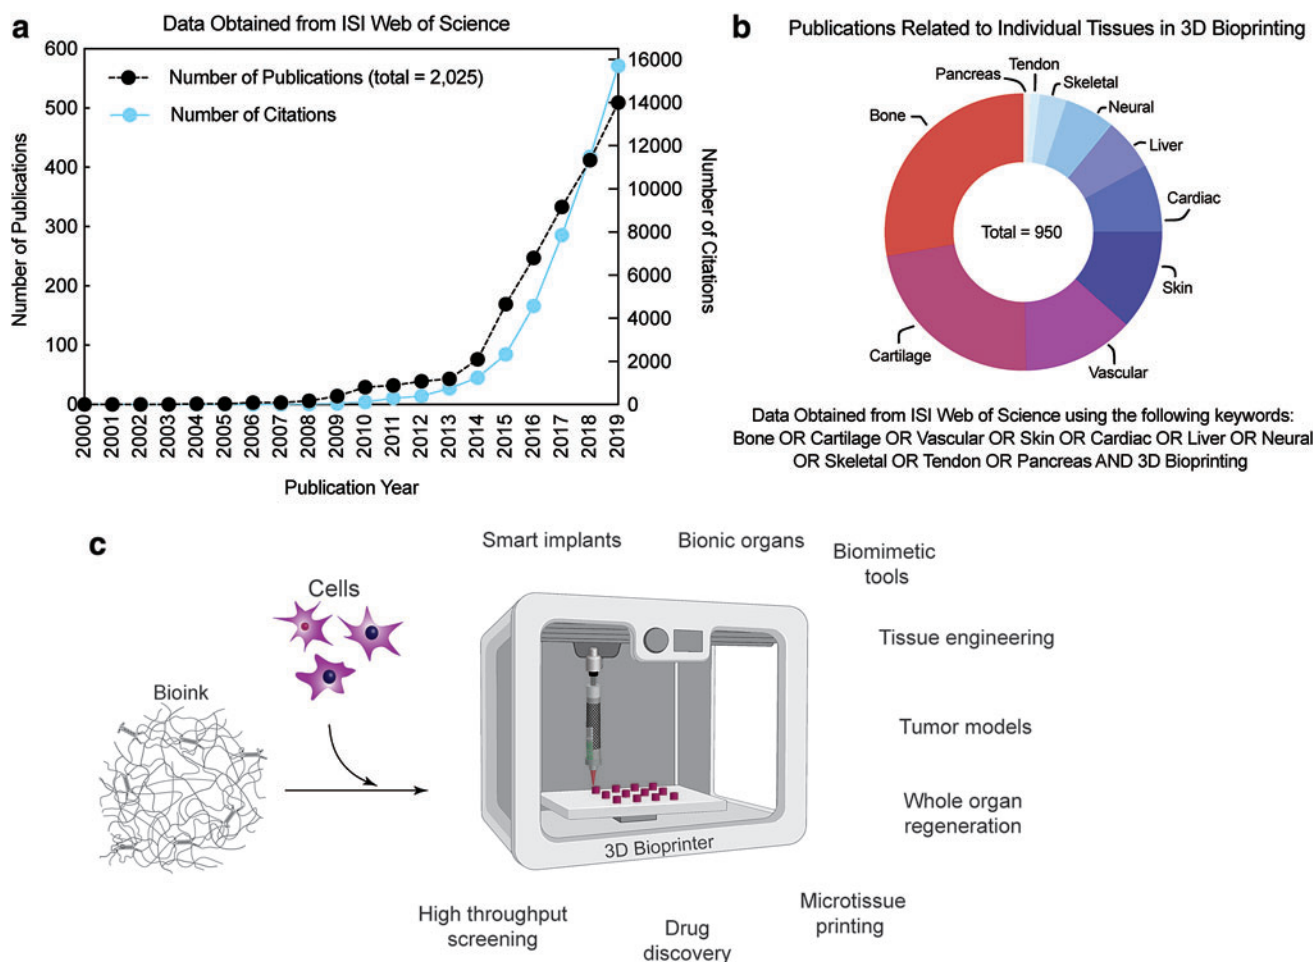 a
Data Obtained from ISI Web of Science
600
500
400
300
200
100
0
Number of Publications
Number of Publications (total = 2,025)
Number of Citations
16000
14000
12000
10000
8000
6000
4000
2000
0
Number of Citations
2000
2001
2002
2003
2004
2005
2006
2007
2008
2009
2010
2011
2012
2013
2014
2015
2016
2017
2018
2019
Publication Year
b
Publications Related to Individual Tissues in 3D Bioprinting
Pancreas
Tendon
Skeletal
Neural
Liver
Cardiac
Skin
Vascular
Cartilage
Bone
Total = 950
Data Obtained from ISI Web of Science using the following keywords:
Bone OR Cartilage OR Vascular OR Skin OR Cardiac OR Liver OR Neural
OR Skeletal OR Tendon OR Pancreas AND 3D Bioprinting
c
Bioink
Cells
3D Bioprinter
Smart implants
Bionic organs
Biomimetic
tools
Tissue engineering
Tumor models
Whole organ
regeneration
Microtissue
printing
Drug
discovery
High throughput
screening